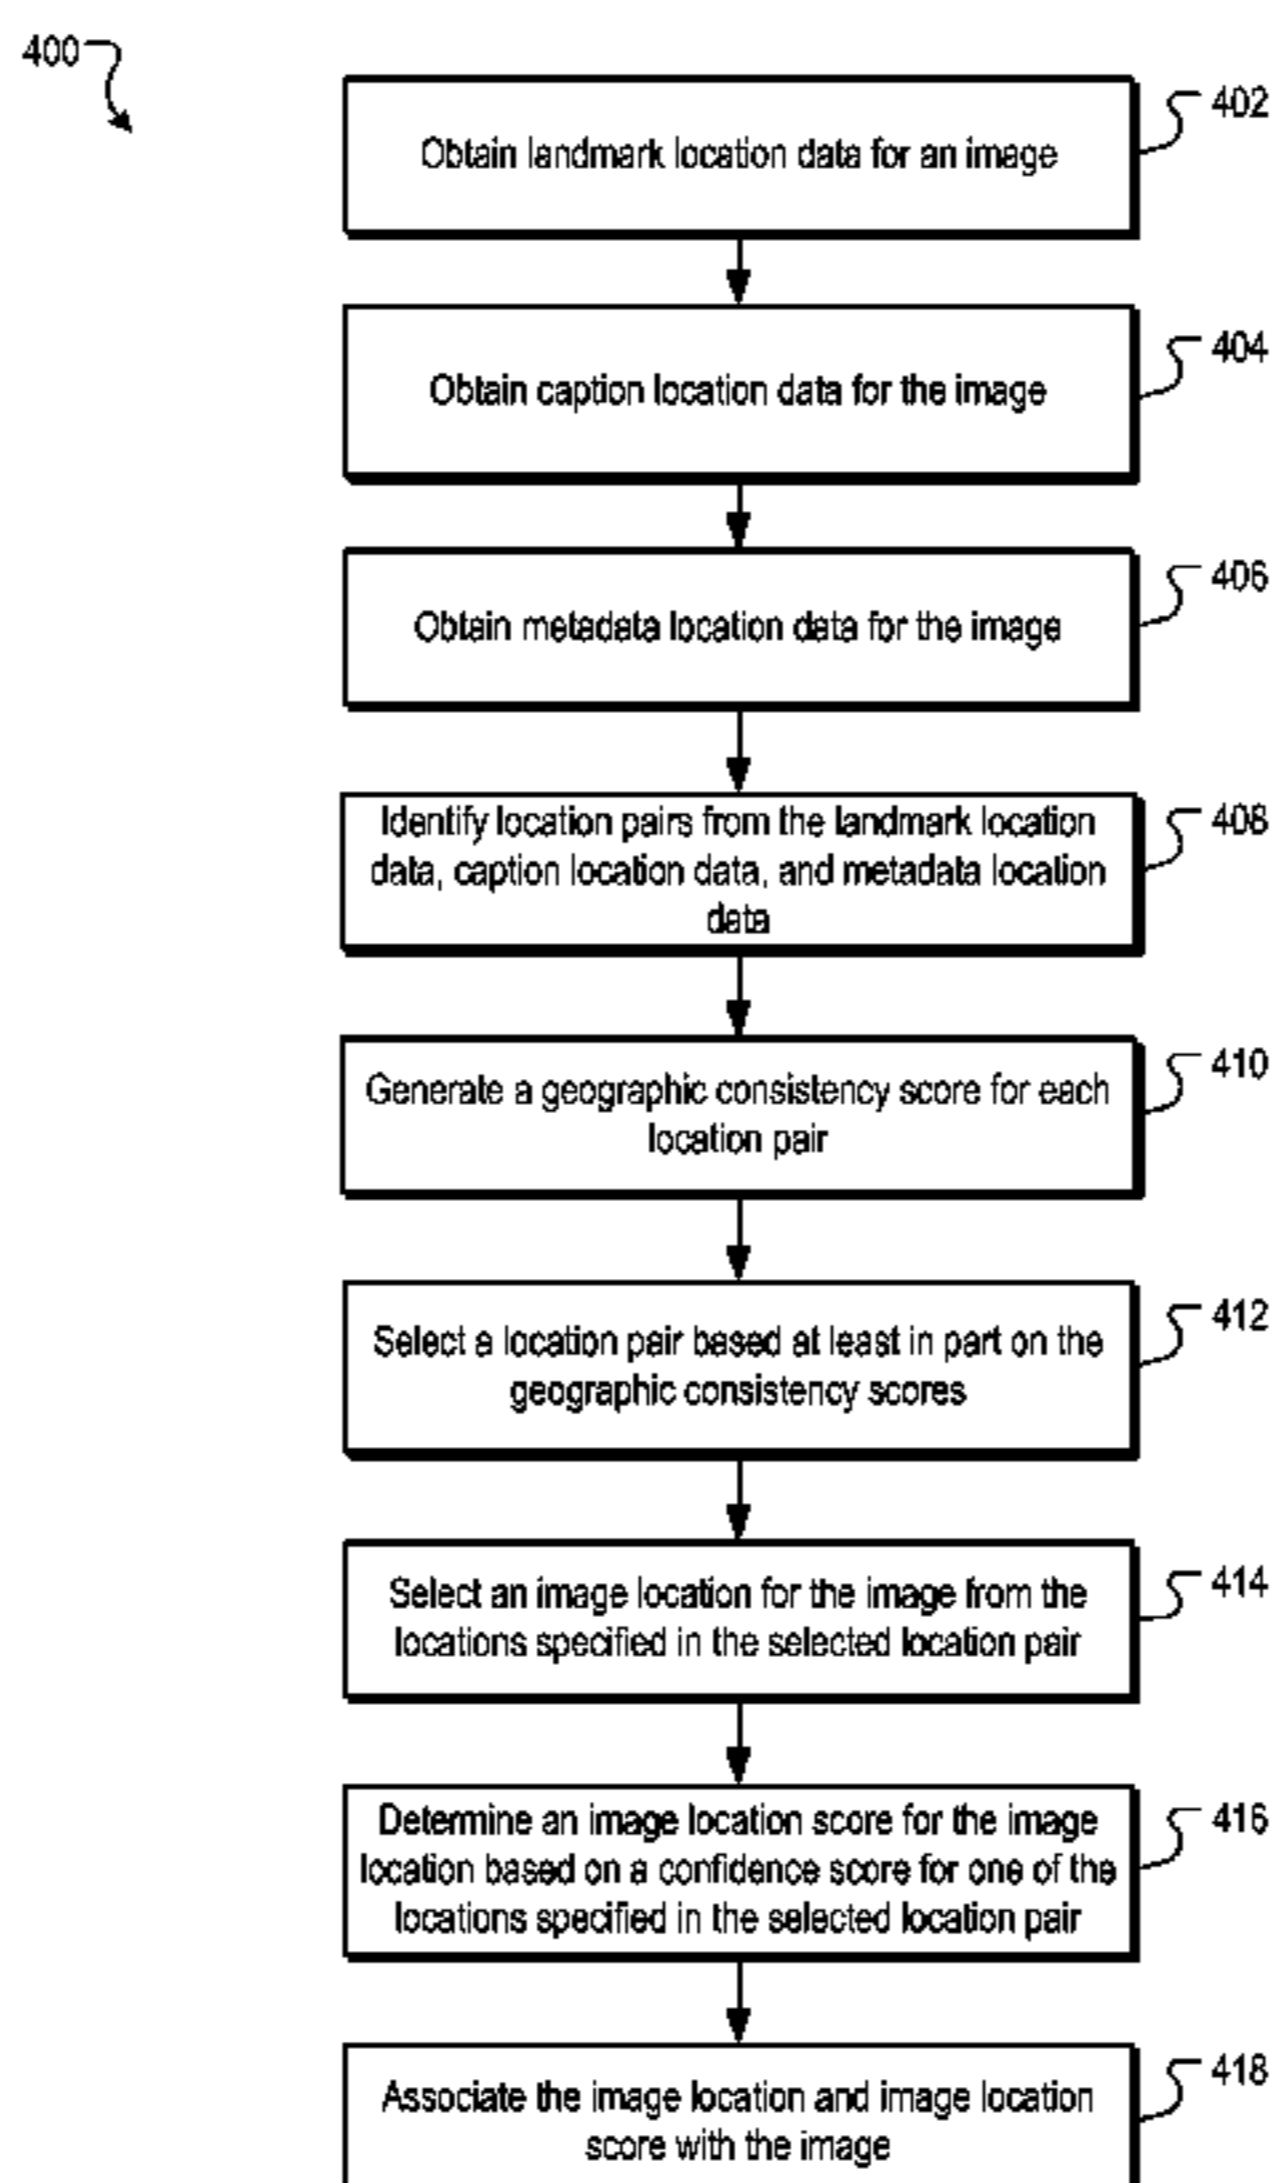 400
402
Obtain landmark location data for an image
404
Obtain caption location data for the image
406
Obtain metadata location data for the image
408
Identify location pairs from the landmark location
data, caption location data, and metadata location
data
410
Generate a geographic consistency score for each
location pair
412
Select a location pair based at least in part on the
geographic consistency scores
414
Select an image location for the image from the
locations specified in the selected location pair
416
Determine an image location score for the image
location based on a confidence score for one of the
locations specified in the selected location pair
418
Associate the image location and image location
score with the image